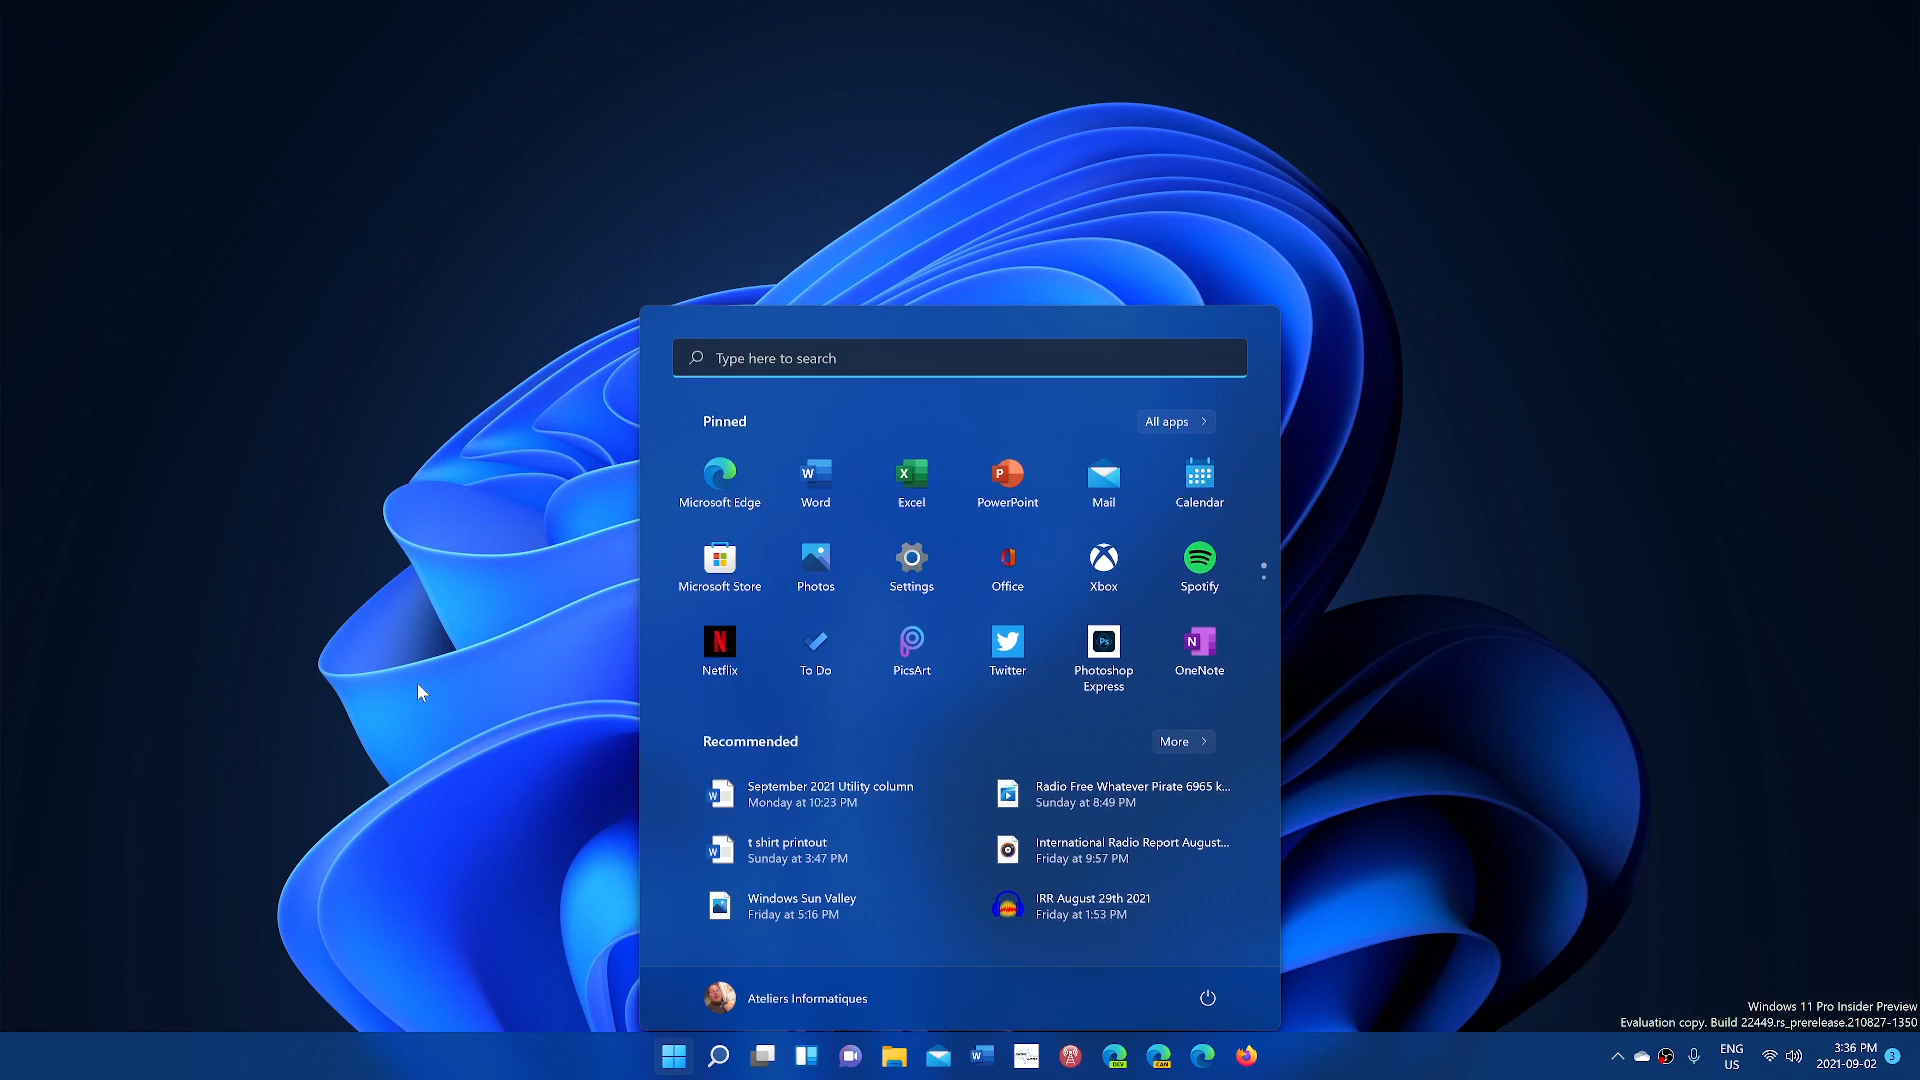 Type here to search
Pinned
All apps
Microsoft Edge
Word
Excel
PowerPoint
Mail
Calendar
Microsoft Store
Photos
Settings
Office
Xbox
Spotify
Netflix
To Do
PicsArt
Twitter
Photoshop
Express
OneNote
Recommended
More
September 2021 Utility column
Monday at 10:23 PM
Radio Free Whatever Pirate 6965 k...
Sunday at 8:49 PM
t shirt printout
Sunday at 3:47 PM
International Radio Report August...
Friday at 9:57 PM
Windows Sun Valley
Friday at 5:16 PM
IRR August 29th 2021
Friday at 1:53 PM
Ateliers Informatiques
Windows 11 Pro Insider Preview
Evaluation copy. Build 22449.rs_prerelease.210827-1350
DEV
CAN
ENG
US
3:36 PM
2021-09-02
3